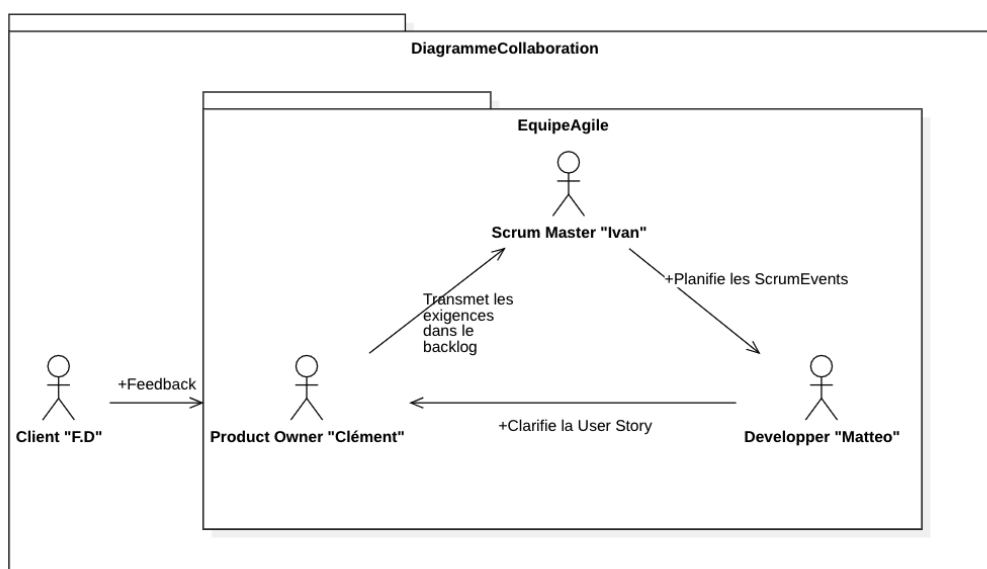 DiagrammeCollaboration
EquipeAgile
Scrum Master "Ivan"
+Planifie les ScrumEvents
Transmet les
exigences
dans le
backlog
+Feedback
+Clarifie la User Story
Client "F.D"
Product Owner "Clément"
Developper "Matteo"